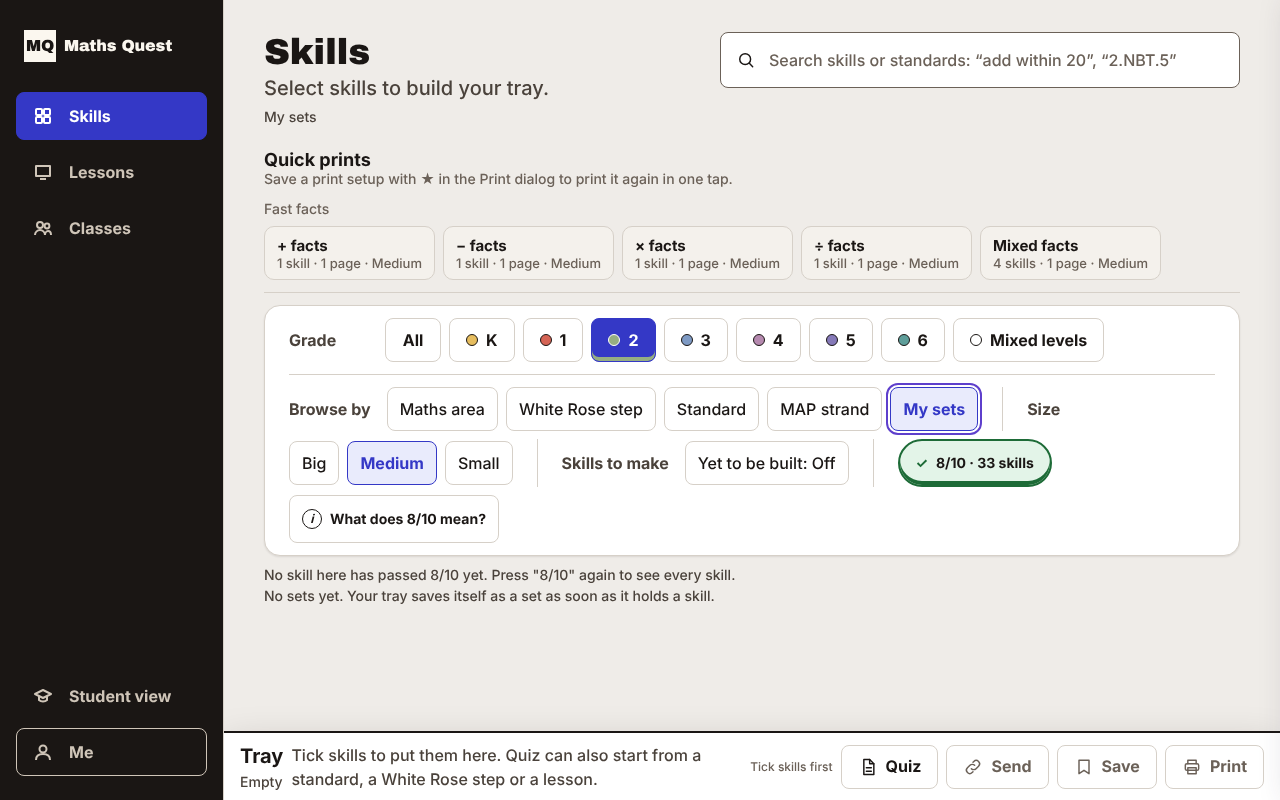 MQ Maths Quest
Skills
Lessons
Classes
Student view
Me
Skills
Select skills to build your tray.
My sets
Search skills or standards: “add within 20”, “2.NBT.5”
Quick prints
Save a print setup with ★ in the Print dialog to print it again in one tap.
Fast facts
+ facts
1 skill · 1 page · Medium
− facts
1 skill · 1 page · Medium
× facts
1 skill · 1 page · Medium
÷ facts
1 skill · 1 page · Medium
Mixed facts
4 skills · 1 page · Medium
Grade All K 1 2 3 4 5 6 Mixed levels
Browse by Maths area White Rose step Standard MAP strand My sets Size
Big Medium Small Skills to make Yet to be built: Off ✓ 8/10 · 33 skills
i What does 8/10 mean?
No skill here has passed 8/10 yet. Press "8/10" again to see every skill.
No sets yet. Your tray saves itself as a set as soon as it holds a skill.
Tray
Empty
Tick skills to put them here. Quiz can also start from a
standard, a White Rose step or a lesson.
Tick skills first
Quiz
Send
Save
Print